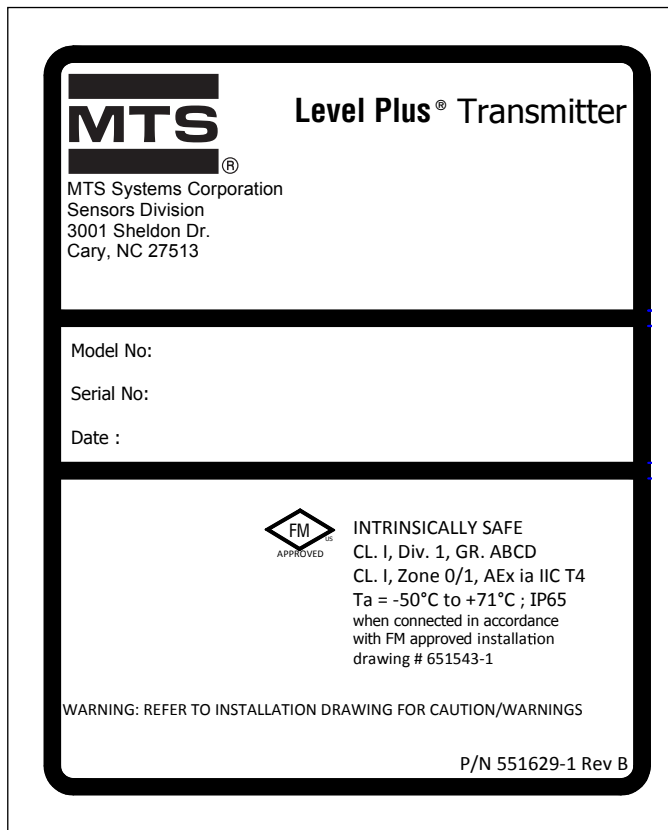 MTS
®
Level Plus® Transmitter
MTS Systems Corporation
Sensors Division
3001 Sheldon Dr.
Cary, NC 27513
Model No:
Serial No:
Date :
FM
us
APPROVED
INTRINSICALLY SAFE
CL. I, Div. 1, GR. ABCD
CL. I, Zone 0/1, AEx ia IIC T4
Ta = -50°C to +71°C ; IP65
when connected in accordance
with FM approved installation
drawing # 651543-1
WARNING: REFER TO INSTALLATION DRAWING FOR CAUTION/WARNINGS
P/N 551629-1 Rev B